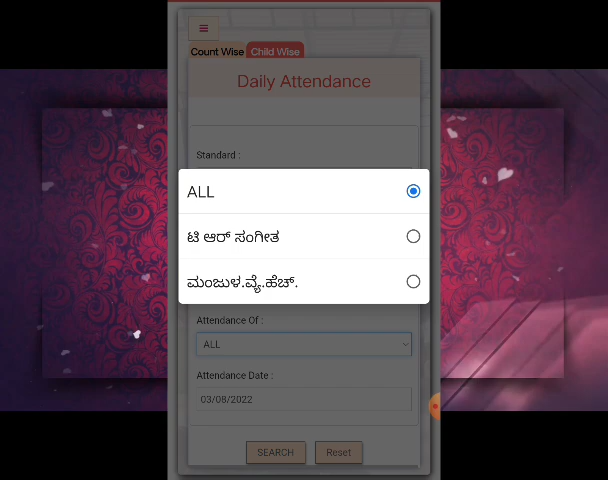 ≡
Count Wise Child Wise
Daily Attendance
Standard :
ALL
ಟಿ ಆರ್ ಸಂಗೀತ
ಮಂಜುಳ.ವೈ.ಹೆಚ್.
Attendance Of :
ALL
Attendance Date :
03/08/2022
SEARCH Reset